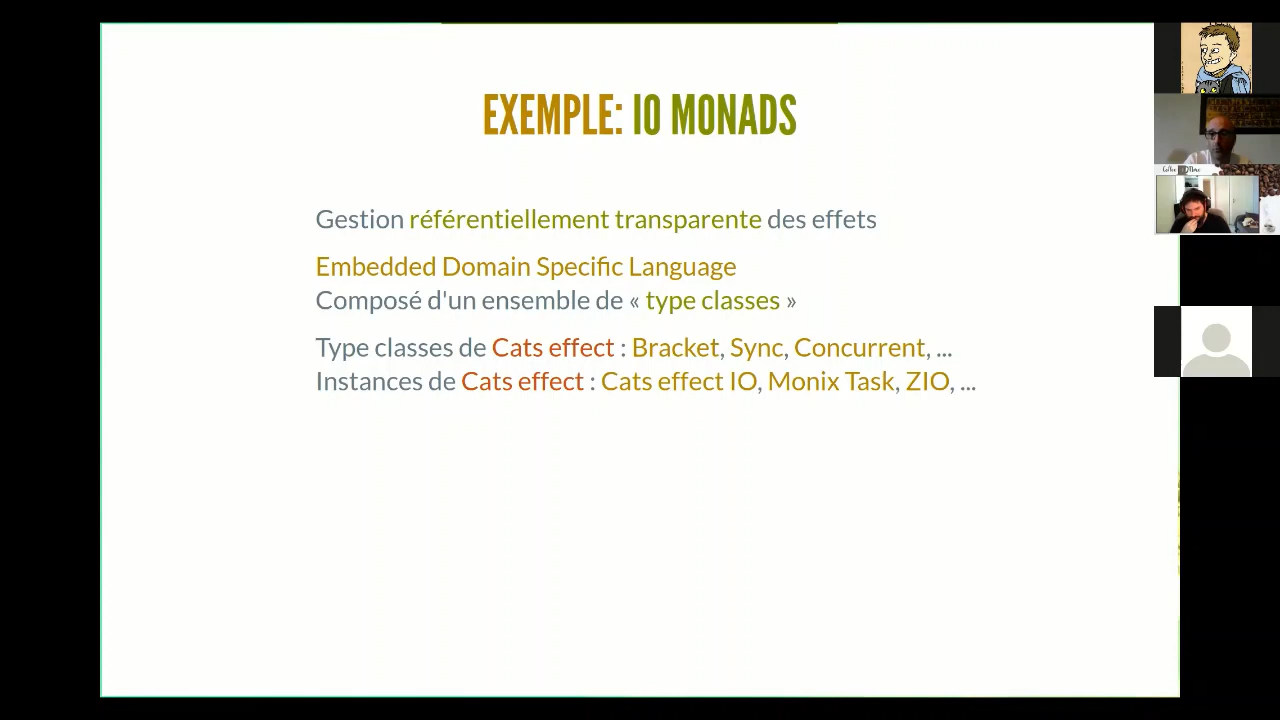 EXEMPLE: IO MONADS
Gestion référentiellement transparente des effets
Embedded Domain Specific Language
Composé d'un ensemble de « type classes »
Type classes de Cats effect : Bracket, Sync, Concurrent, ...
Instances de Cats effect : Cats effect IO, Monix Task, ZIO, ...